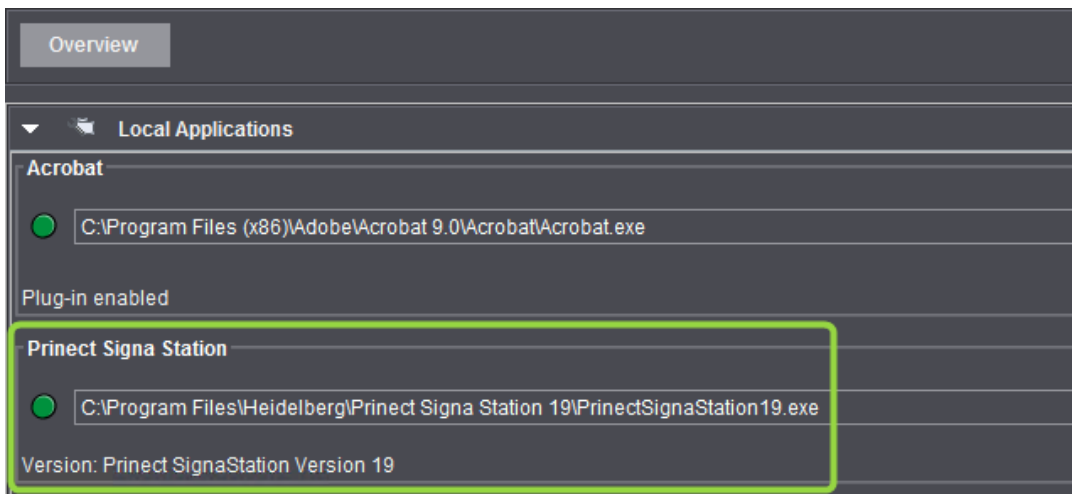 Overview
Local Applications
Acrobat
C:\Program Files (x86)\Adobe\Acrobat 9.0\Acrobat\Acrobat.exe
Plug-in enabled
Prinect Signa Station
C:\Program Files\Heidelberg\Prinect Signa Station 19\PrinectSignaStation19.exe
Version: Prinect SignaStation Version 19